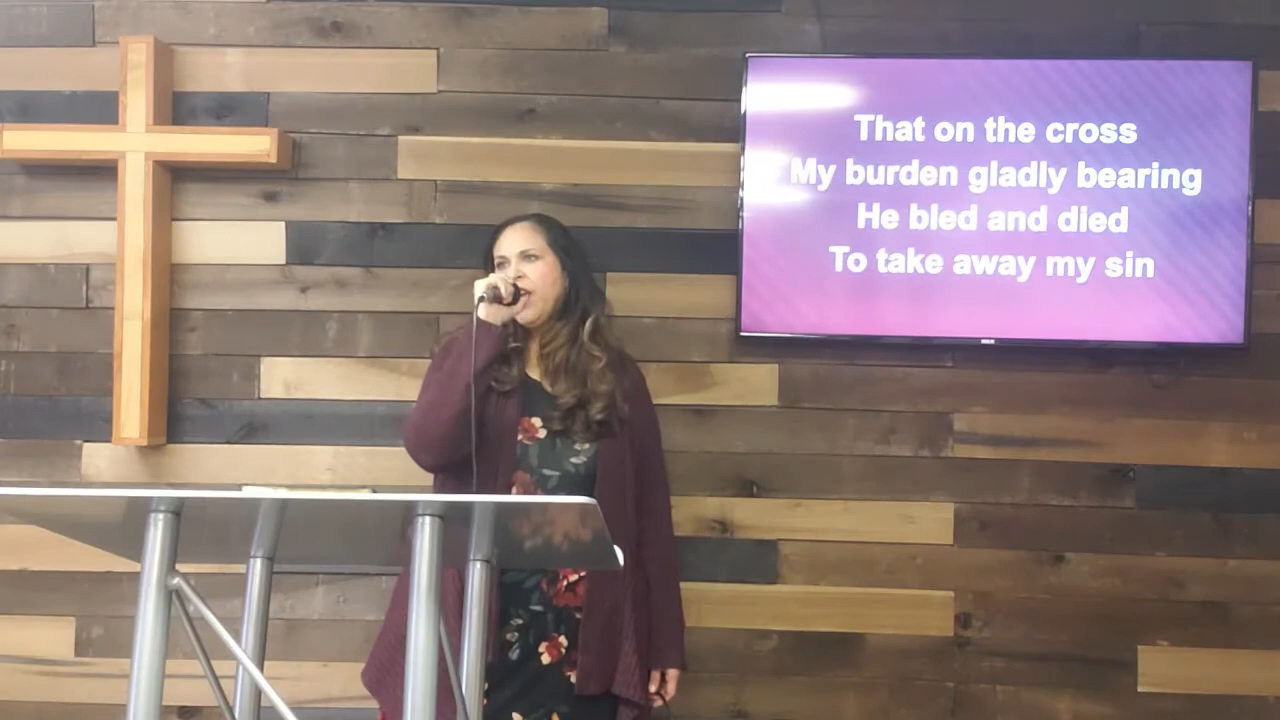 That on the cross
My burden gladly bearing
He bled and died
To take away my sin